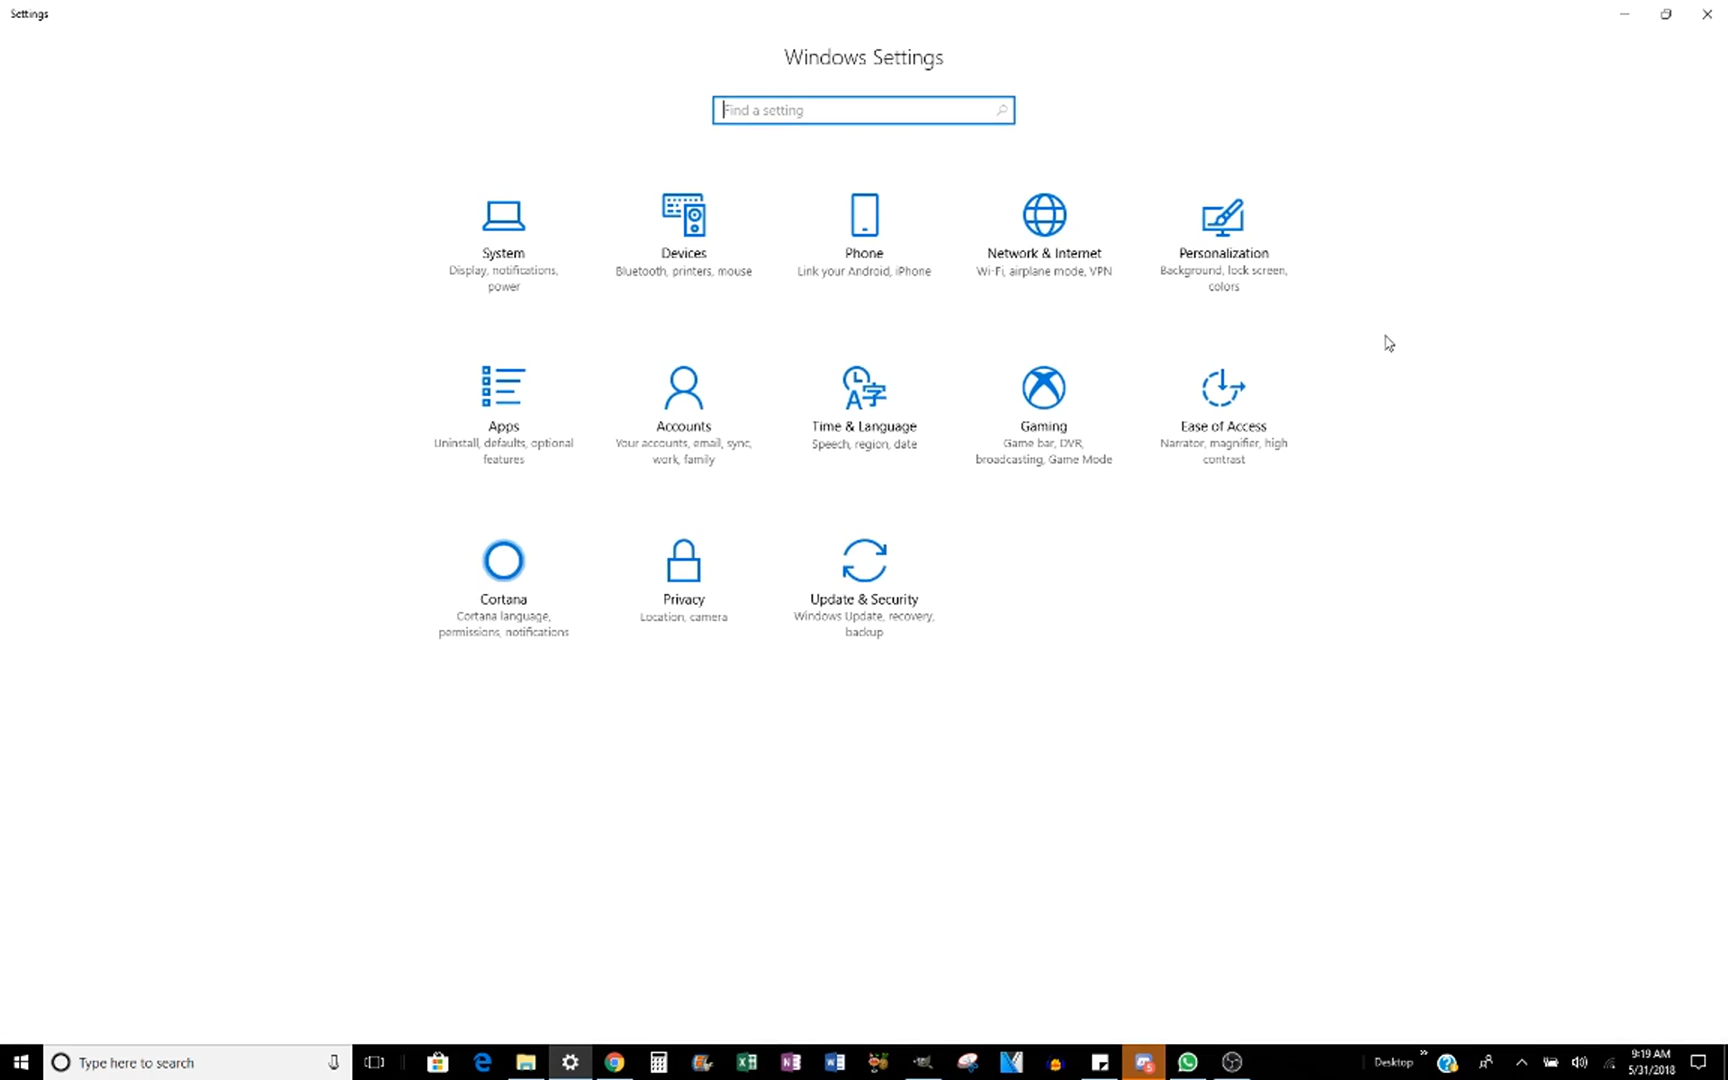 Settings
Windows Settings
Find a setting
System
Display, notifications,
power
Devices
Bluetooth, printers, mouse
Phone
Link your Android, iPhone
Network & Internet
Wi-Fi, airplane mode, VPN
Personalization
Background, lock screen,
colors
Apps
Uninstall, defaults, optional
features
Accounts
Your accounts, email, sync,
work, family
Time & Language
Speech, region, date
Gaming
Game bar, DVR,
broadcasting, Game Mode
Ease of Access
Narrator, magnifier, high
contrast
Cortana
Cortana language,
permissions, notifications
Privacy
Location, camera
Update & Security
Windows Update, recovery,
backup
Type here to search
Desktop
9:19 AM
5/31/2018